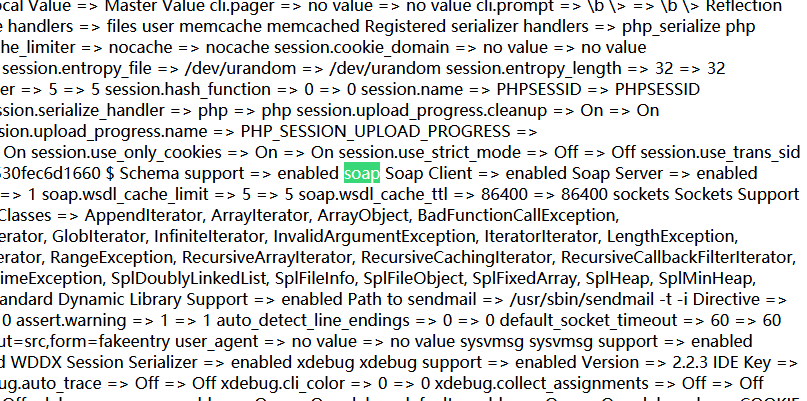 ocal Value => Master Value cli.pager => no value => no value cli.prompt => \b \> => \b \> Reflection
e handlers => files user memcache memcached Registered serializer handlers => php_serialize php
che_limiter => nocache => nocache session.cookie_domain => no value => no value
session.entropy_file => /dev/urandom => /dev/urandom session.entropy_length => 32 => 32
er => 5 => 5 session.hash_function => 0 => 0 session.name => PHPSESSID => PHPSESSID
ssion.serialize_handler => php => php session.upload_progress.cleanup => On => On
sion.upload_progress.name => PHP_SESSION_UPLOAD_PROGRESS =>
On session.use_only_cookies => On => On session.use_strict_mode => Off => Off session.use_trans_sid
530fec6d1660 $ Schema support => enabled soap Soap Client => enabled Soap Server => enabled
=> 1 soap.wsdl_cache_limit => 5 => 5 soap.wsdl_cache_ttl => 86400 => 86400 sockets Sockets Support
Classes => AppendIterator, ArrayIterator, ArrayObject, BadFunctionCallException,
erator, GlobIterator, InfiniteIterator, InvalidArgumentException, IteratorIterator, LengthException,
terator, RangeException, RecursiveArrayIterator, RecursiveCachingIterator, RecursiveCallbackFilterIterator,
timeException, SplDoublyLinkedList, SplFileInfo, SplFileObject, SplFixedArray, SplHeap, SplMinHeap,
tandard Dynamic Library Support => enabled Path to sendmail => /usr/sbin/sendmail -t -i Directive =>
0 assert.warning => 1 => 1 auto_detect_line_endings => 0 => 0 default_socket_timeout => 60 => 60
ut=src,form=fakeentry user_agent => no value => no value sysvmsg sysvmsg support => enabled
d WDDX Session Serializer => enabled xdebug xdebug support => enabled Version => 2.2.3 IDE Key =>
ug.auto_trace => Off => Off xdebug.cli_color => 0 => 0 xdebug.collect_assignments => Off => Off